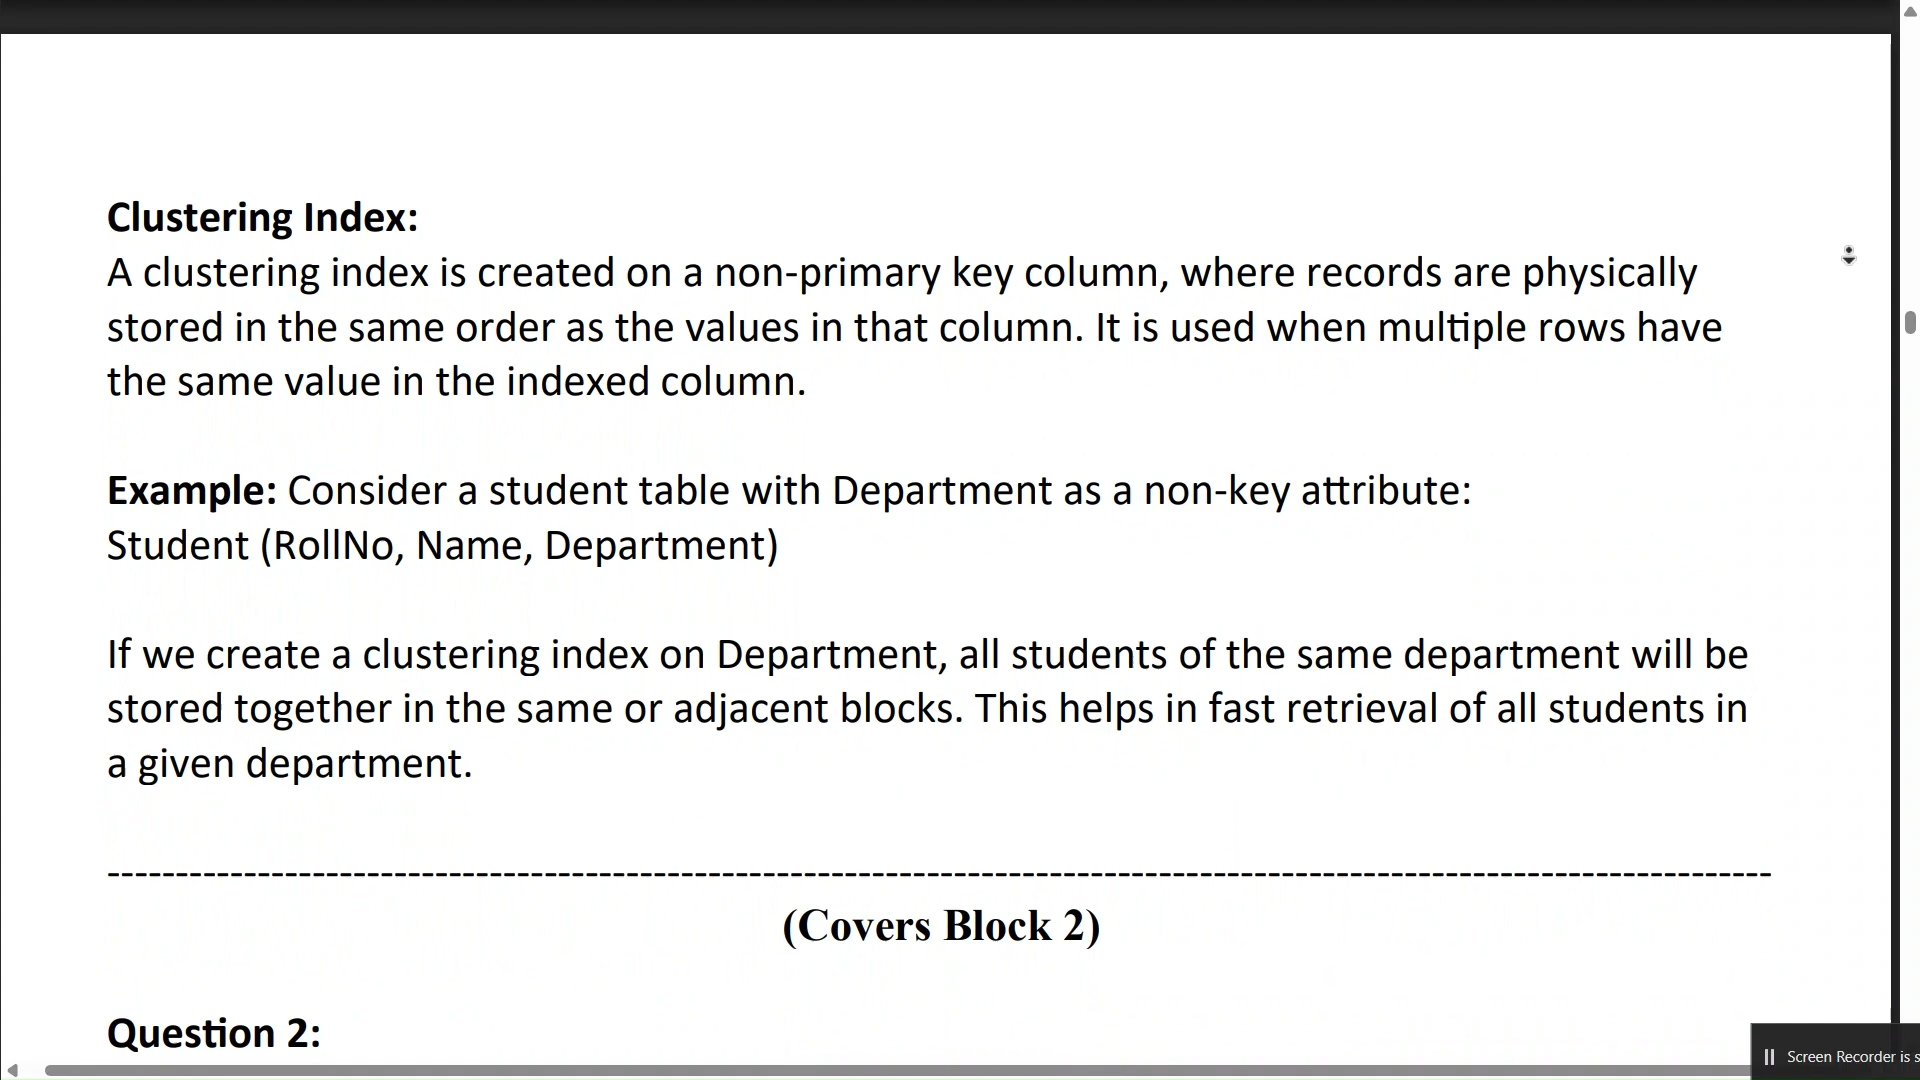 Clustering Index:
A clustering index is created on a non-primary key column, where records are physically
stored in the same order as the values in that column. It is used when multiple rows have
the same value in the indexed column.
Example: Consider a student table with Department as a non-key attribute:
Student (RollNo, Name, Department)
If we create a clustering index on Department, all students of the same department will be
stored together in the same or adjacent blocks. This helps in fast retrieval of all students in
a given department.
-------------------------------------------------------------------------------------------------------------------------
(Covers Block 2)
Question 2:
Screen Recorder is s